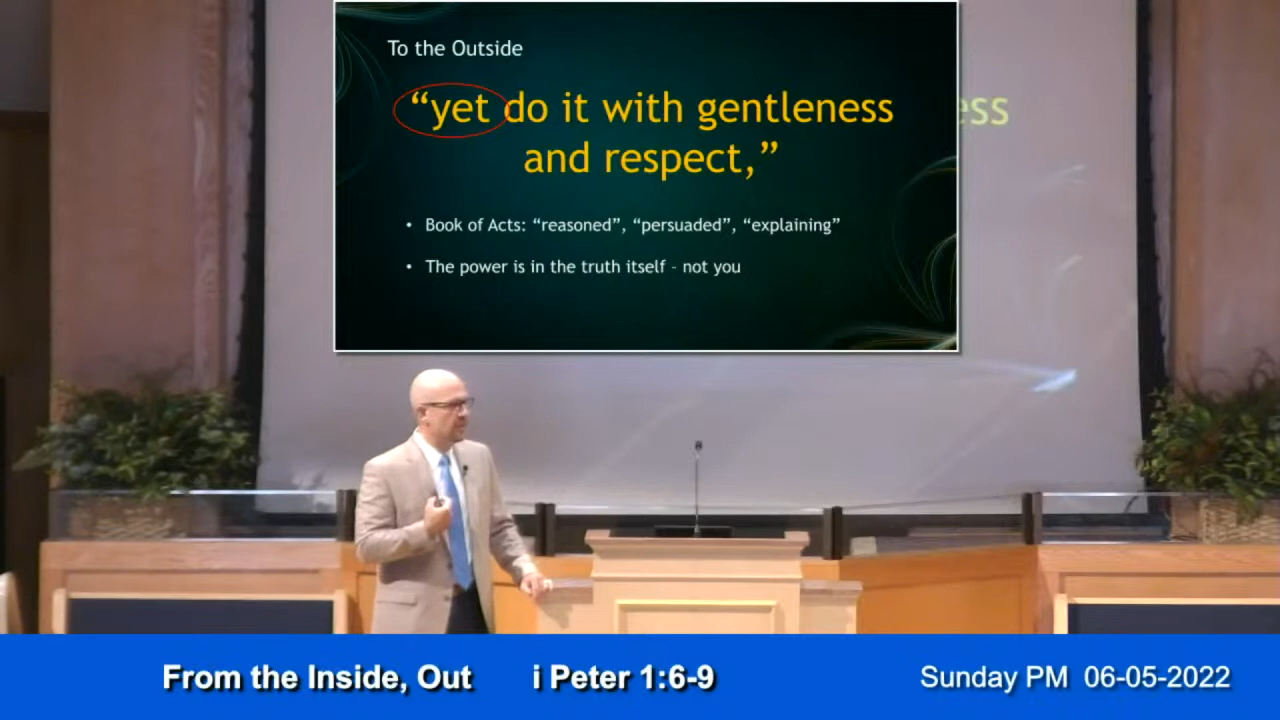 To the Outside
“yet do it with gentleness
and respect,”
ess
• Book of Acts: “reasoned”, “persuaded”, “explaining”
• The power is in the truth itself - not you
From the Inside, Out i Peter 1:6-9 Sunday PM 06-05-2022